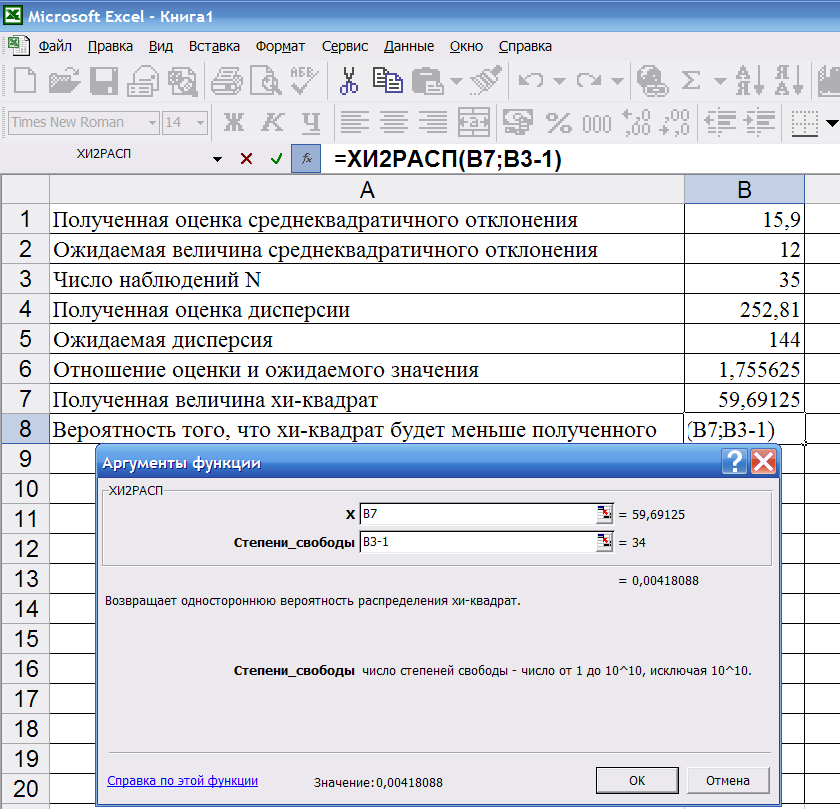 Microsoft Excel - Книга1
Файл Правка Вид Вставка Формат Сервис Данные Окно Справка
Times New Roman 14 Ж К Ч
ХИ2РАСП =ХИ2РАСП(B7;B3-1)
A B
1 Полученная оценка среднеквадратичного отклонения 15,9
2 Ожидаемая величина среднеквадратичного отклонения 12
3 Число наблюдений N 35
4 Полученная оценка дисперсии 252,81
5 Ожидаемая дисперсия 144
6 Отношение оценки и ожидаемого значения 1,755625
7 Полученная величина хи-квадрат 59,69125
8 Вероятность того, что хи-квадрат будет меньше полученного (B7;B3-1)
9
Аргументы функции
10
ХИ2РАСП
11
X B7 = 59,69125
12
Степени_свободы B3-1 = 34
13
= 0,00418088
14
Возвращает одностороннюю вероятность распределения хи-квадрат.
15
16
Степени_свободы число степеней свободы - число от 1 до 10^10, исключая 10^10.
17
18
19
20
Справка по этой функции Значение:0,00418088 ОК Отмена